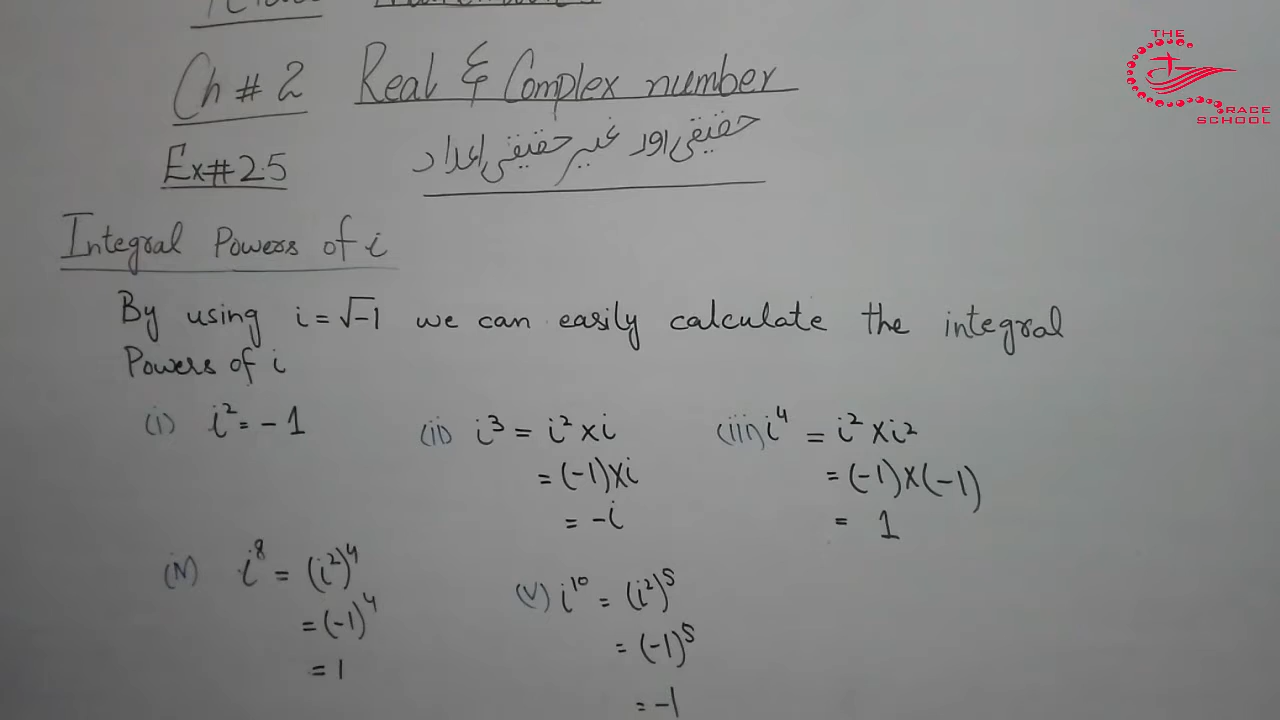 Ch # 2 Real & Complex number
حقیقی اور غیر حقیقی اعداد
Ex# 2.5
Integral Powers of i
By using i = √-1 we can easily calculate the integral
Powers of i
(i) i² = -1
(ii) i³ = i² × i
= (-1) × i
= -i
(iii) i⁴ = i² × i²
= (-1) × (-1)
= 1
(iv) i⁸ = (i²)⁴
= (-1)⁴
= 1
(v) i¹⁰ = (i²)⁵
= (-1)⁵
= -1
THE
GRACE
SCHOOL